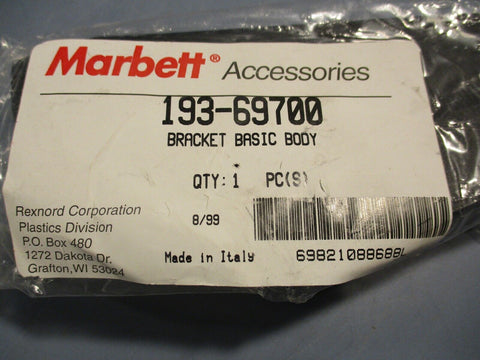 Marbett® Accessories
193-69700
BRACKET BASIC BODY
QTY: 1 PC(S)
Rexnord Corporation
Plastics Division
P.O. Box 480
1272 Dakota Dr.
Grafton, WI 53024
8/99
Made in Italy
69821088688L